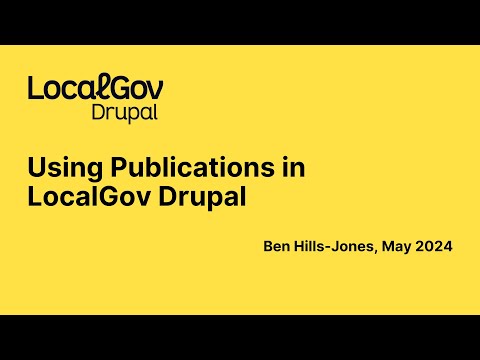 LocalGov
Drupal
Using Publications in
LocalGov Drupal
Ben Hills-Jones, May 2024